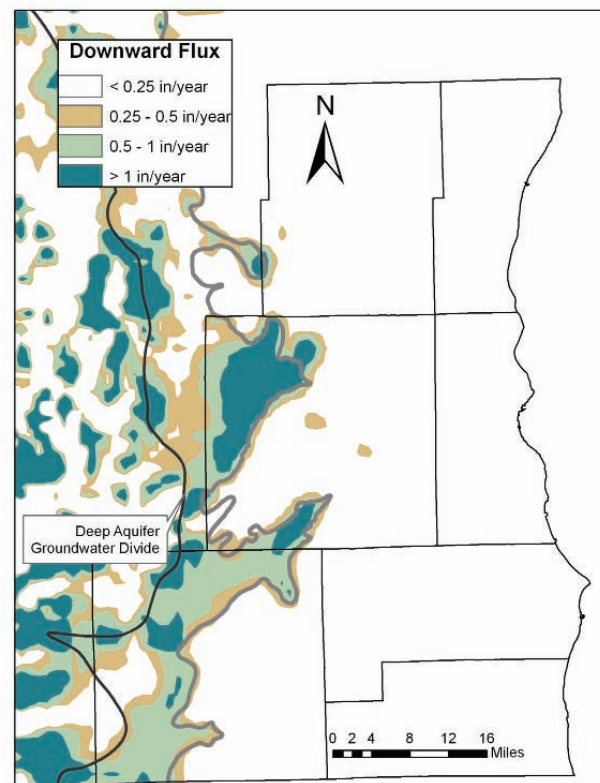 Downward Flux
< 0.25 in/year
0.25 - 0.5 in/year
0.5 - 1 in/year
> 1 in/year
N
Deep Aquifer
Groundwater Divide
0 2 4 8 12 16
Miles